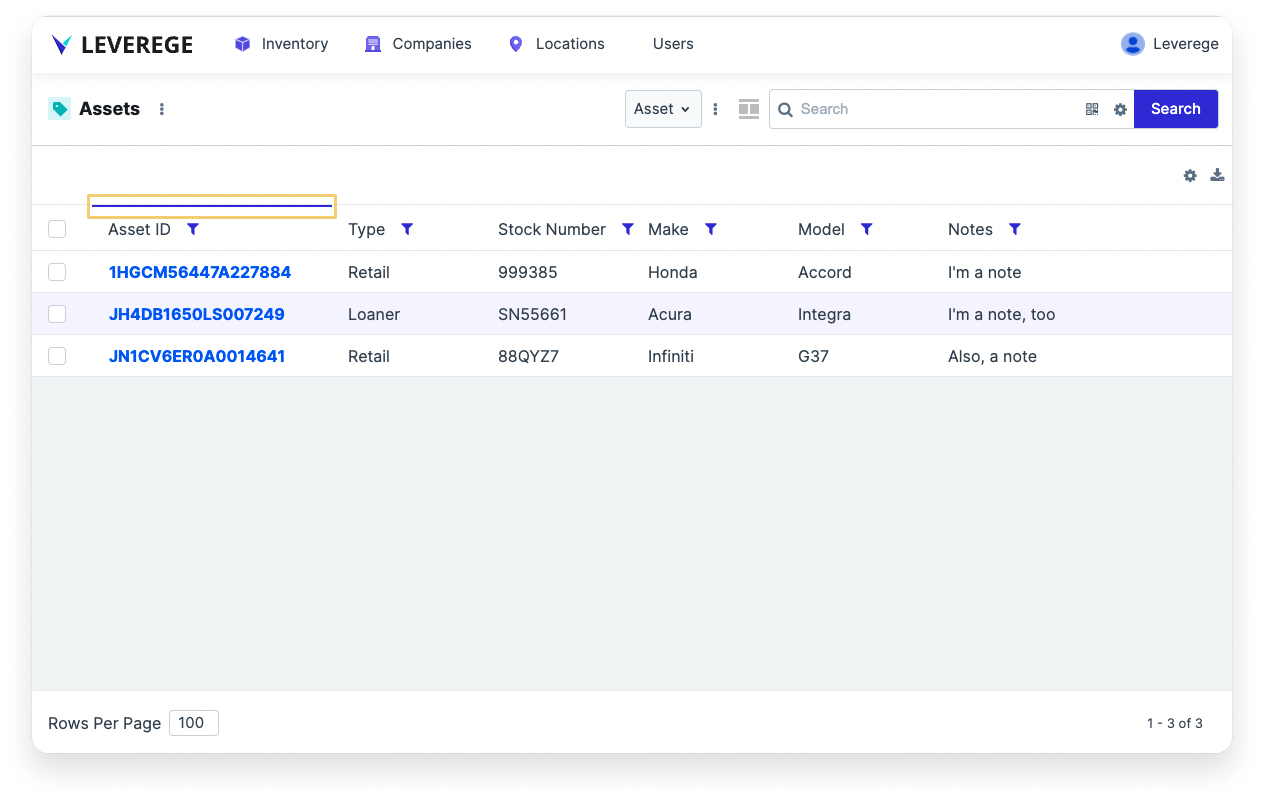 LEVEREGE Inventory Companies Locations Users Leverege
Assets Asset Search Search
Asset ID Type Stock Number Make Model Notes
1HGCM56447A227884 Retail 999385 Honda Accord I'm a note
JH4DB1650LS007249 Loaner SN55661 Acura Integra I'm a note, too
JN1CV6ER0A0014641 Retail 88QYZ7 Infiniti G37 Also, a note
Rows Per Page 100 1 - 3 of 3